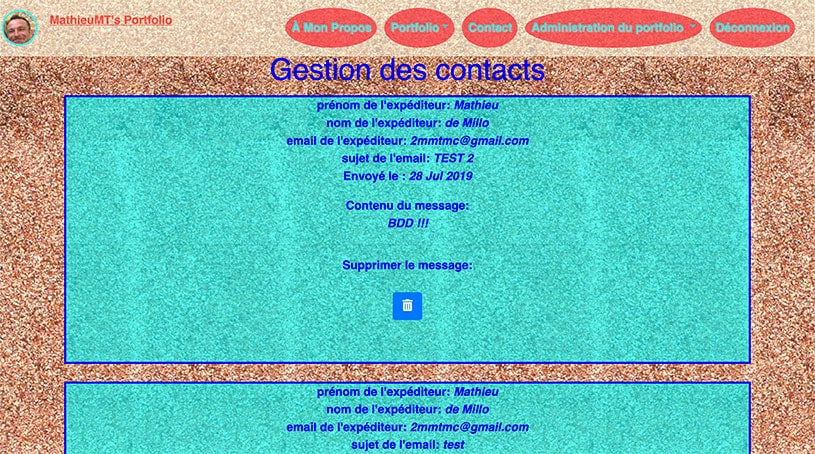 MathieuMT's Portfolio
À Mon Propos
Portfolio
Contact
Administration du portfolio
Déconnexion
Gestion des contacts
prénom de l'expéditeur: Mathieu
nom de l'expéditeur: de Millo
email de l'expéditeur: 2mmtmc@gmail.com
sujet de l'email: TEST 2
Envoyé le : 28 Jul 2019
Contenu du message:
BDD !!!
Supprimer le message:
prénom de l'expéditeur: Mathieu
nom de l'expéditeur: de Millo
email de l'expéditeur: 2mmtmc@gmail.com
sujet de l'email: test